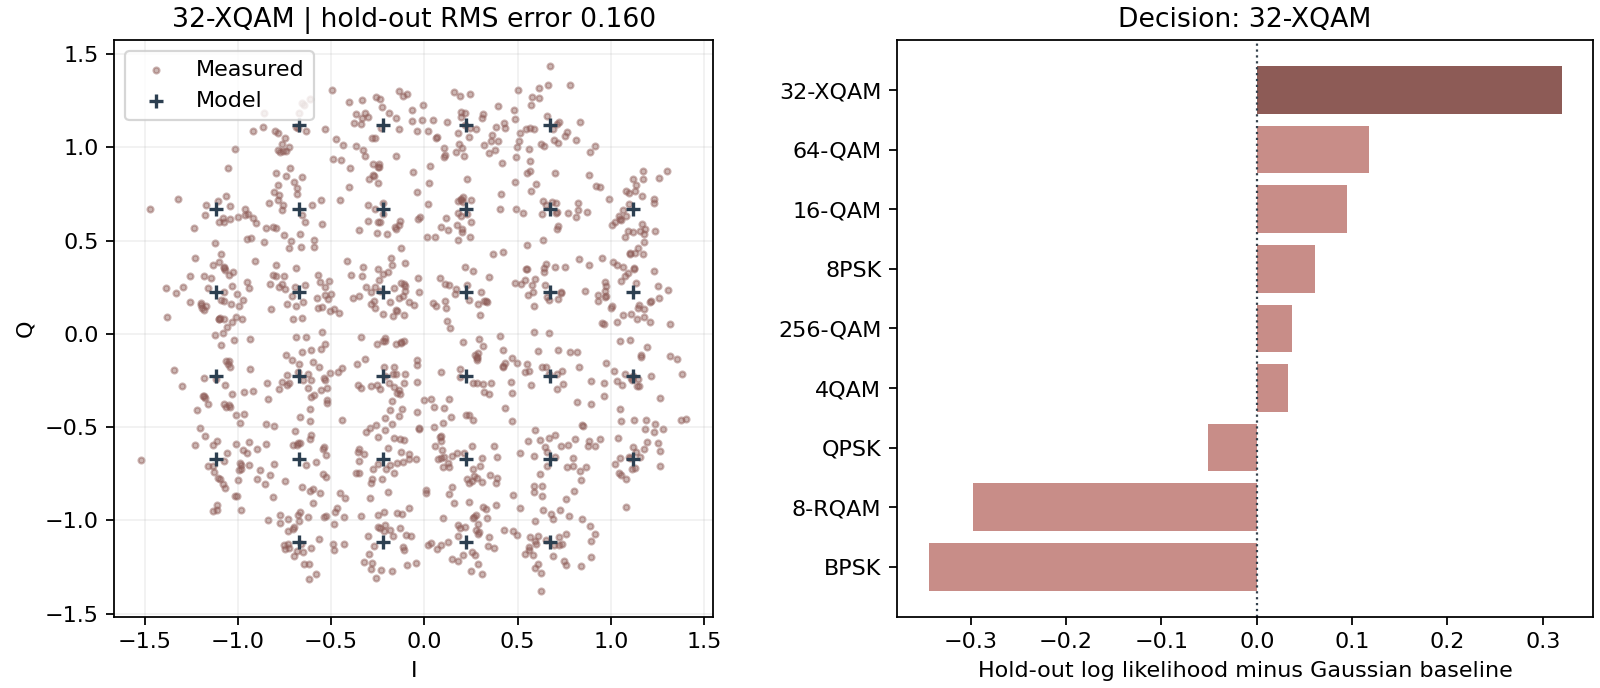 32-XQAM | hold-out RMS error 0.160
Measured
Model
1.5
1.0
0.5
0.0
−0.5
−1.0
−1.5
Q
−1.5
−1.0
−0.5
0.0
0.5
1.0
1.5
I
Decision: 32-XQAM
32-XQAM
64-QAM
16-QAM
8PSK
256-QAM
4QAM
QPSK
8-RQAM
BPSK
−0.3
−0.2
−0.1
0.0
0.1
0.2
0.3
Hold-out log likelihood minus Gaussian baseline